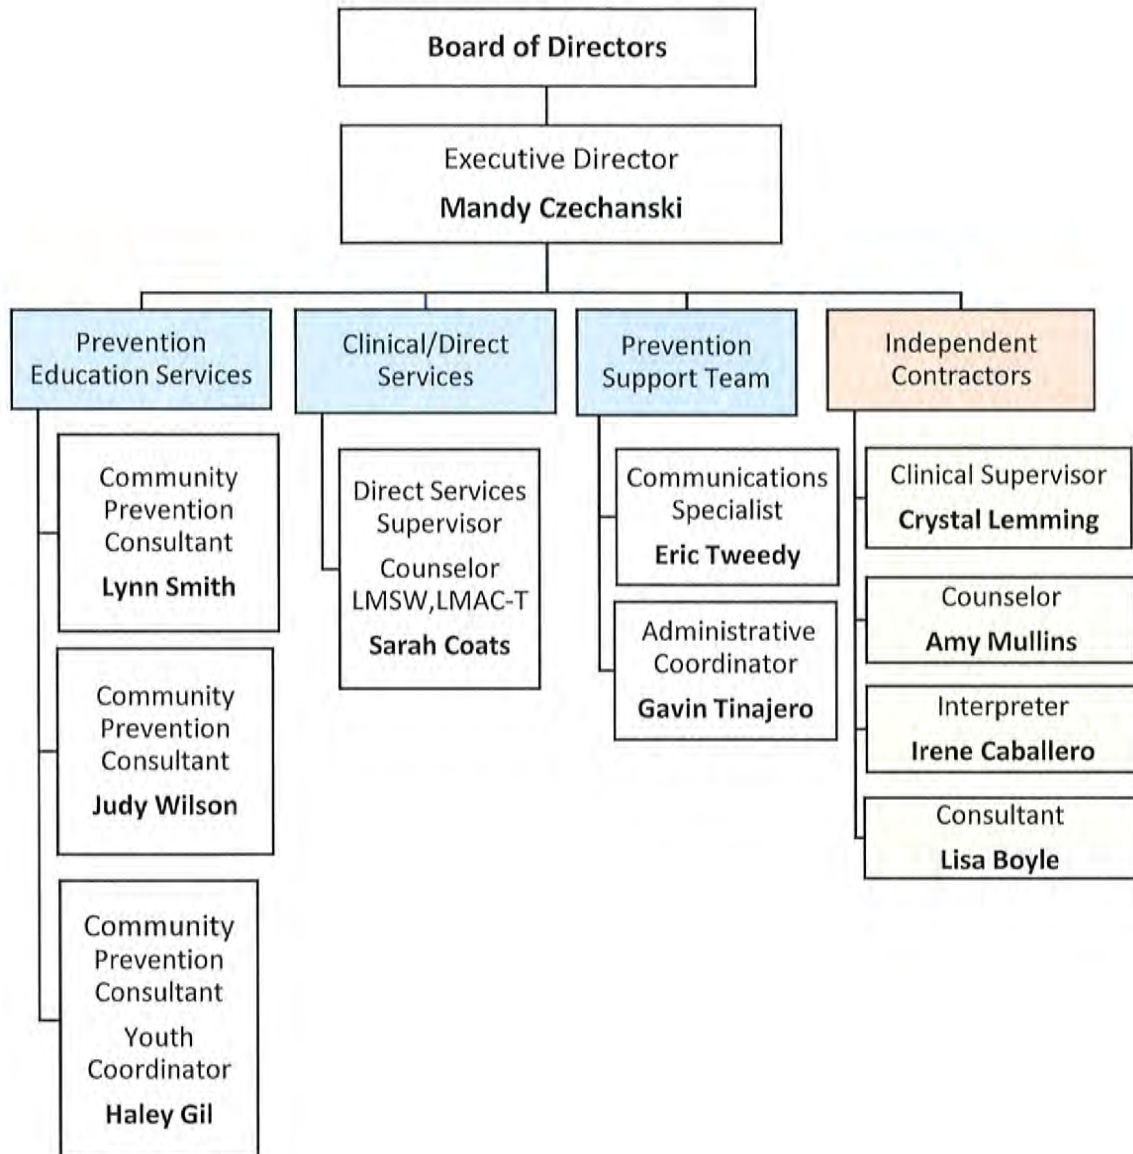 Board of Directors
Executive Director
Mandy Czechanski
Prevention
Education Services
Community
Prevention
Consultant
Lynn Smith
Community
Prevention
Consultant
Judy Wilson
Community
Prevention
Consultant
Youth
Coordinator
Haley Gil
Clinical/Direct
Services
Direct Services
Supervisor
Counselor
LMSW,LMAC-T
Sarah Coats
Prevention
Support Team
Communications
Specialist
Eric Tweedy
Administrative
Coordinator
Gavin Tinajero
Independent
Contractors
Clinical Supervisor
Crystal Lemming
Counselor
Amy Mullins
Interpreter
Irene Caballero
Consultant
Lisa Boyle